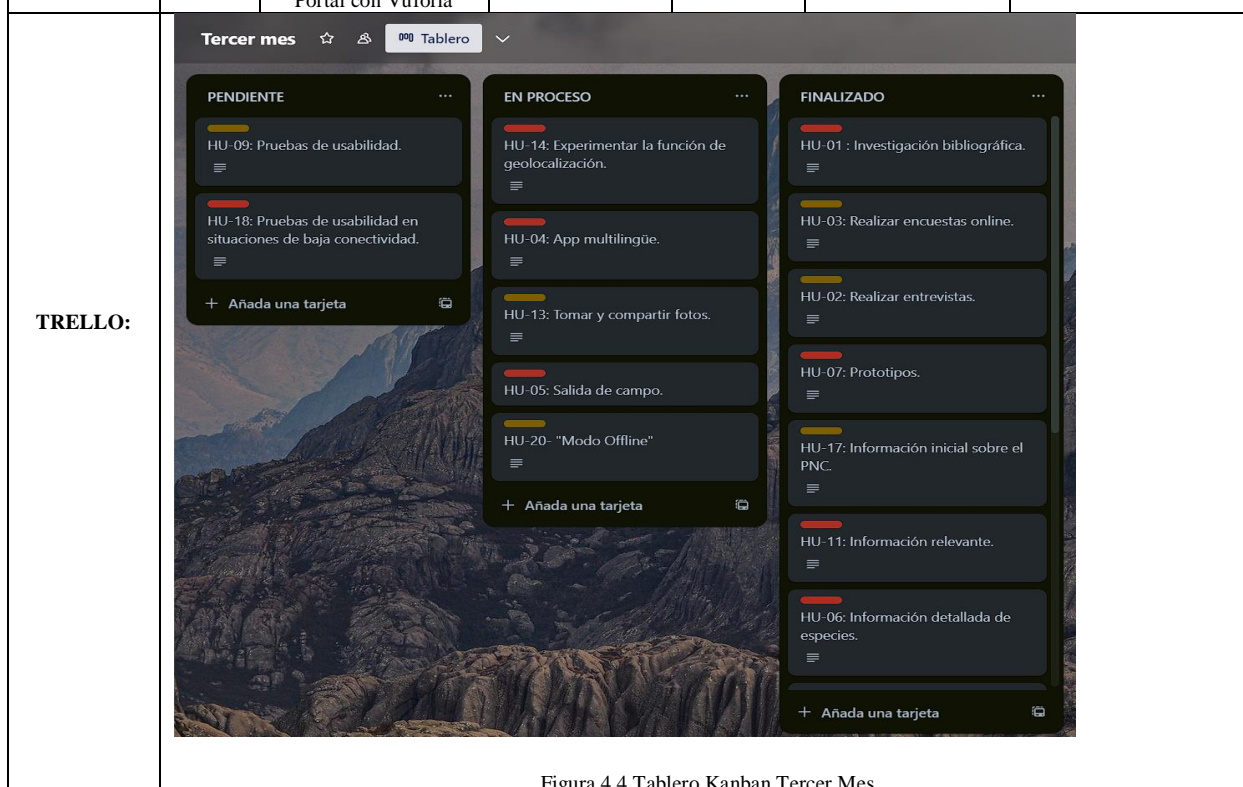 Portal con Vuforia
TRELLO:
Tercer mes
Tablero
PENDIENTE
HU-09: Pruebas de usabilidad.
HU-18: Pruebas de usabilidad en
situaciones de baja conectividad.
+ Añada una tarjeta
EN PROCESO
HU-14: Experimentar la función de
geolocalización.
HU-04: App multilingüe.
HU-13: Tomar y compartir fotos.
HU-05: Salida de campo.
HU-20- "Modo Offline"
+ Añada una tarjeta
FINALIZADO
HU-01 : Investigación bibliográfica.
HU-03: Realizar encuestas online.
HU-02: Realizar entrevistas.
HU-07: Prototipos.
HU-17: Información inicial sobre el
PNC.
HU-11: Información relevante.
HU-06: Información detallada de
especies.
+ Añada una tarjeta
Figura 4.4 Tablero Kanban Tercer Mes